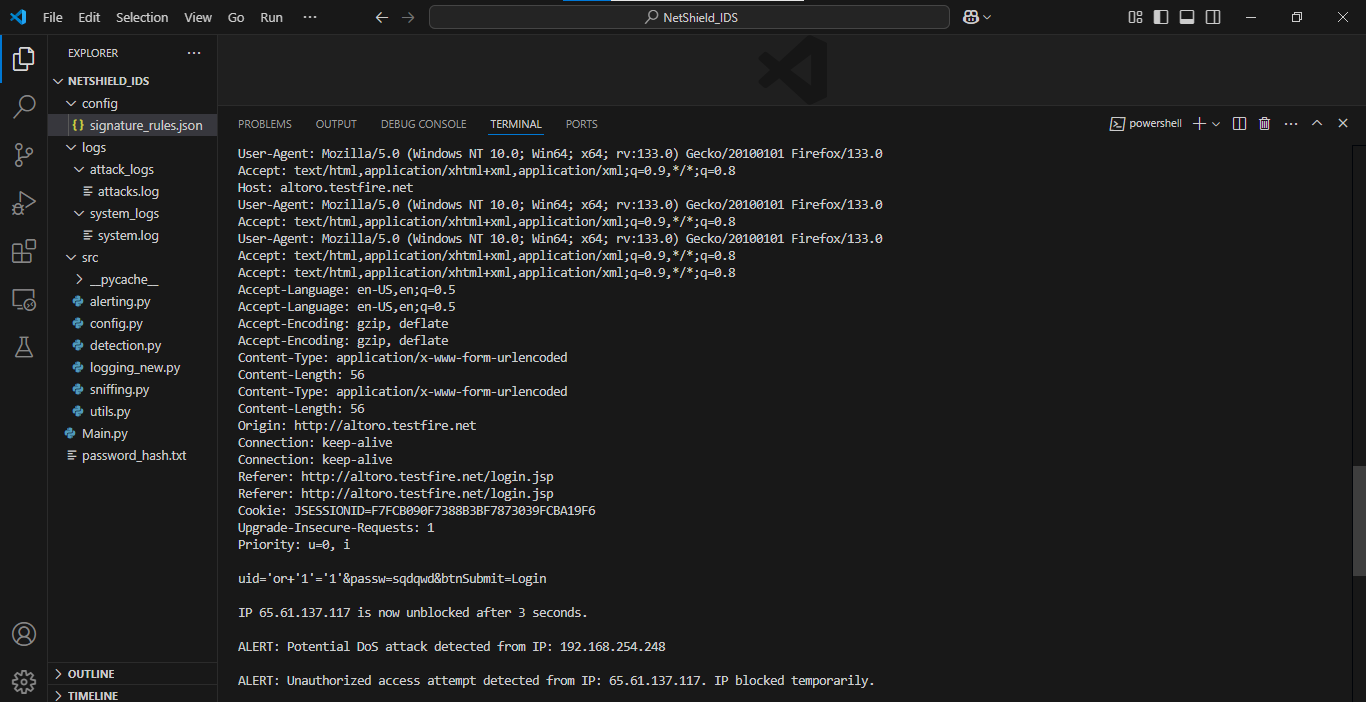 File Edit Selection View Go Run ··· NetShield_IDS
EXPLORER ···
NETSHIELD_IDS
config
{} signature_rules.json
logs
attack_logs
attacks.log
system_logs
system.log
src
__pycache__
alerting.py
config.py
detection.py
logging_new.py
sniffing.py
utils.py
Main.py
password_hash.txt
OUTLINE
TIMELINE
PROBLEMS OUTPUT DEBUG CONSOLE TERMINAL PORTS powershell ···
User-Agent: Mozilla/5.0 (Windows NT 10.0; Win64; x64; rv:133.0) Gecko/20100101 Firefox/133.0
Accept: text/html,application/xhtml+xml,application/xml;q=0.9,*/*;q=0.8
Host: altoro.testfire.net
User-Agent: Mozilla/5.0 (Windows NT 10.0; Win64; x64; rv:133.0) Gecko/20100101 Firefox/133.0
Accept: text/html,application/xhtml+xml,application/xml;q=0.9,*/*;q=0.8
User-Agent: Mozilla/5.0 (Windows NT 10.0; Win64; x64; rv:133.0) Gecko/20100101 Firefox/133.0
Accept: text/html,application/xhtml+xml,application/xml;q=0.9,*/*;q=0.8
Accept: text/html,application/xhtml+xml,application/xml;q=0.9,*/*;q=0.8
Accept-Language: en-US,en;q=0.5
Accept-Language: en-US,en;q=0.5
Accept-Encoding: gzip, deflate
Accept-Encoding: gzip, deflate
Content-Type: application/x-www-form-urlencoded
Content-Length: 56
Content-Type: application/x-www-form-urlencoded
Content-Length: 56
Origin: http://altoro.testfire.net
Connection: keep-alive
Connection: keep-alive
Referer: http://altoro.testfire.net/login.jsp
Referer: http://altoro.testfire.net/login.jsp
Cookie: JSESSIONID=F7FCB090F7388B3BF7873039FCBA19F6
Upgrade-Insecure-Requests: 1
Priority: u=0, i
uid='or+'1'='1'&passw=sqdqwd&btnSubmit=Login
IP 65.61.137.117 is now unblocked after 3 seconds.
ALERT: Potential DoS attack detected from IP: 192.168.254.248
ALERT: Unauthorized access attempt detected from IP: 65.61.137.117. IP blocked temporarily.